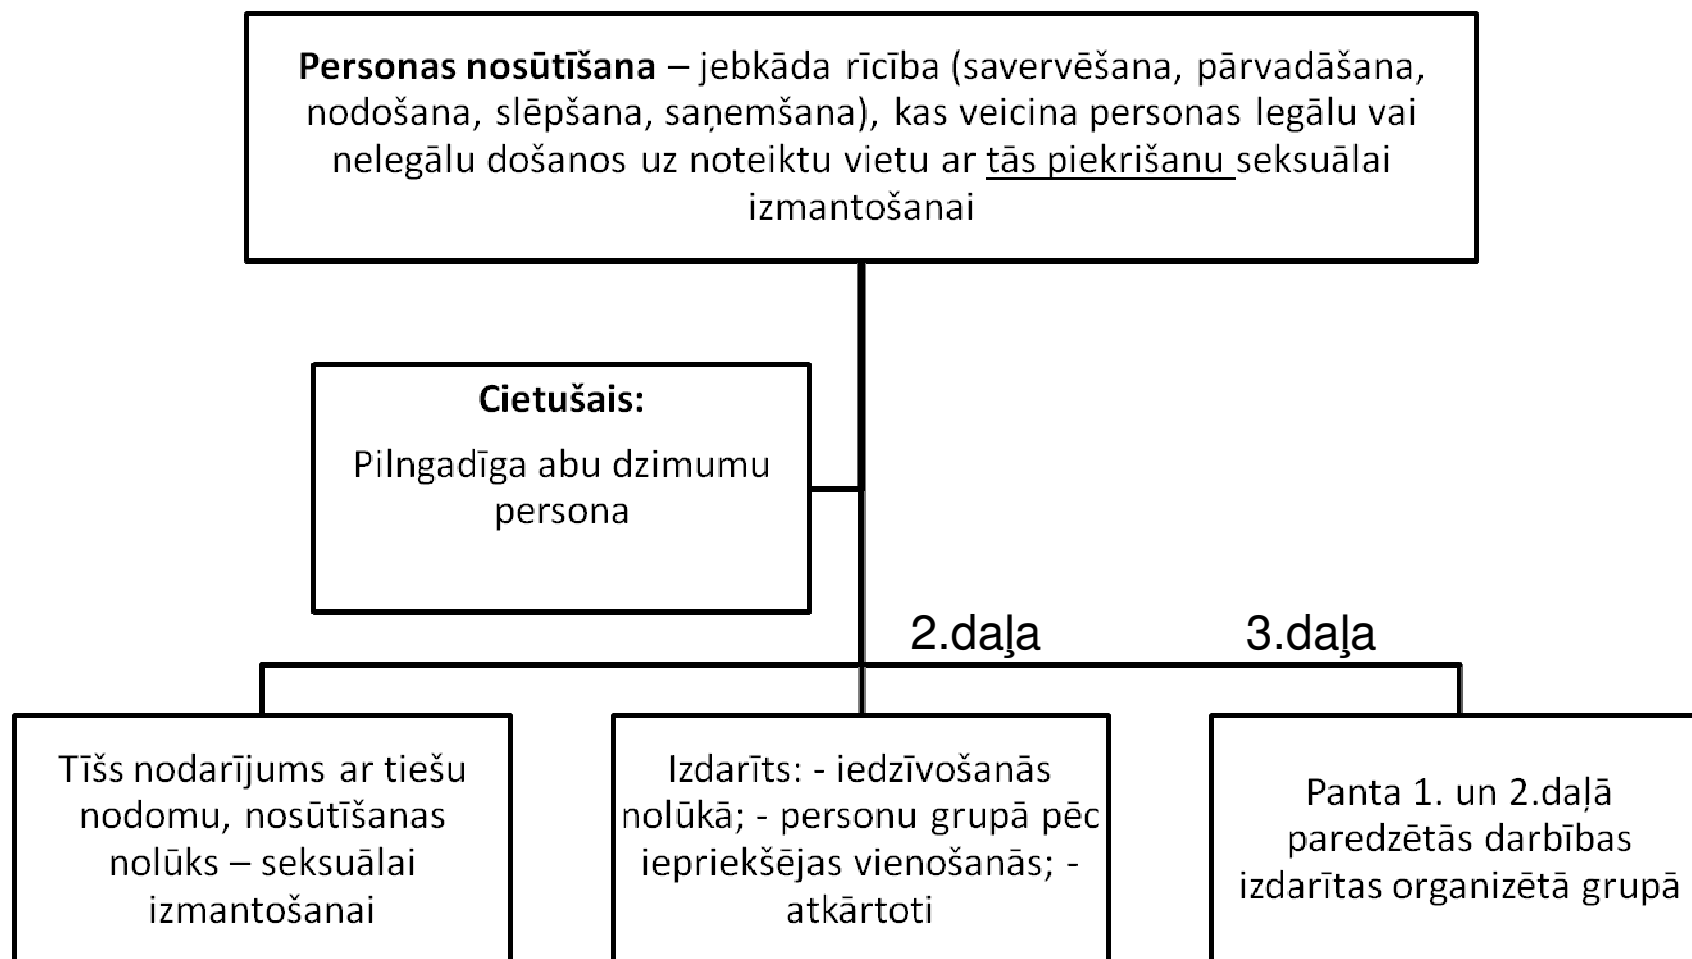 Personas nosūtīšana – jebkāda rīcība (savervēšana, pārvadāšana,
nodošana, slēpšana, saņemšana), kas veicina personas legālu vai
nelegālu došanos uz noteiktu vietu ar tās piekrišanu seksuālai
izmantošanai
Cietušais:
Pilngadīga abu dzimumu
persona
2.daļa
3.daļa
Tīšs nodarījums ar tiešu
nodomu, nosūtīšanas
nolūks – seksuālai
izmantošanai
Izdarīts: - iedzīvošanās
nolūkā; - personu grupā pēc
iepriekšējas vienošanās; -
atkārtoti
Panta 1. un 2.daļā
paredzētās darbības
izdarītas organizētā grupā